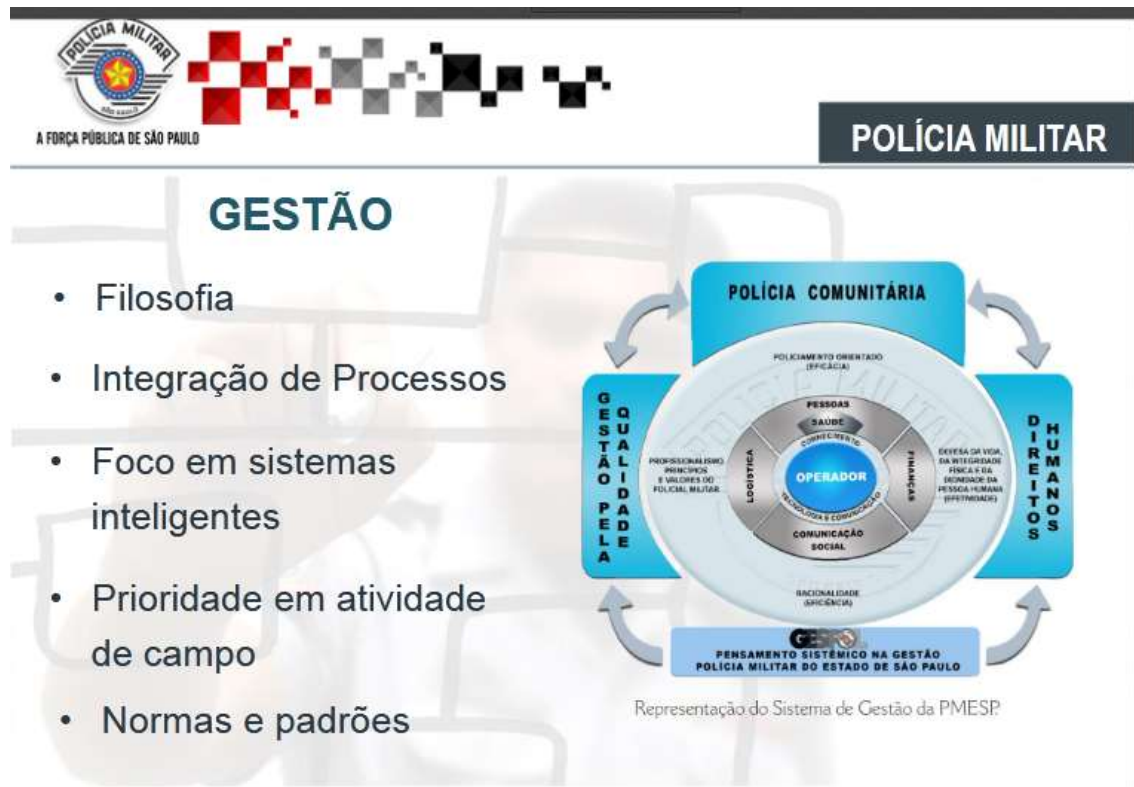 POLÍCIA MILITAR
SÃO PAULO
A FORÇA PÚBLICA DE SÃO PAULO
POLÍCIA MILITAR
GESTÃO
• Filosofia
• Integração de Processos
• Foco em sistemas
inteligentes
• Prioridade em atividade
de campo
• Normas e padrões
POLÍCIA COMUNITÁRIA
POLICIAMENTO ORIENTADO
(EFICÁCIA)
GESTÃO PELA
QUALIDADE
PROFISSIONALISMO
PRINCÍPIOS
E VALORES DO
POLICIAL MILITAR
PESSOAS
SAÚDE
CONHECIMENTO
LOGÍSTICA
OPERADOR
FINANÇAS
TECNOLOGIA E COMUNICAÇÃO
COMUNICAÇÃO
SOCIAL
DEFESA DA VIDA,
DA INTEGRIDADE
FÍSICA E DA
DIGNIDADE DA
PESSOA HUMANA
(EFETIVIDADE)
DIREITOS
HUMANOS
RACIONALIDADE
(EFICIÊNCIA)
GESPOL
PENSAMENTO SISTÊMICO NA GESTÃO
POLÍCIA MILITAR DO ESTADO DE SÃO PAULO
Representação do Sistema de Gestão da PMESP.